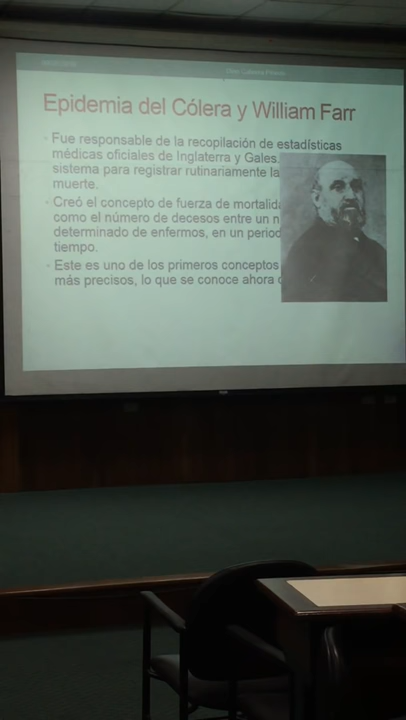 Epidemia del Cólera y William Farr
Fue responsable de la recopilación de estadísticas
médicas oficiales de Inglaterra y Gales.
sistema para registrar rutinariamente la
muerte.
Creó el concepto de fuerza de mortalid
como el número de decesos entre un n
determinado de enfermos, en un period
tiempo.
Este es uno de los primeros conceptos
más precisos, lo que se conoce ahora